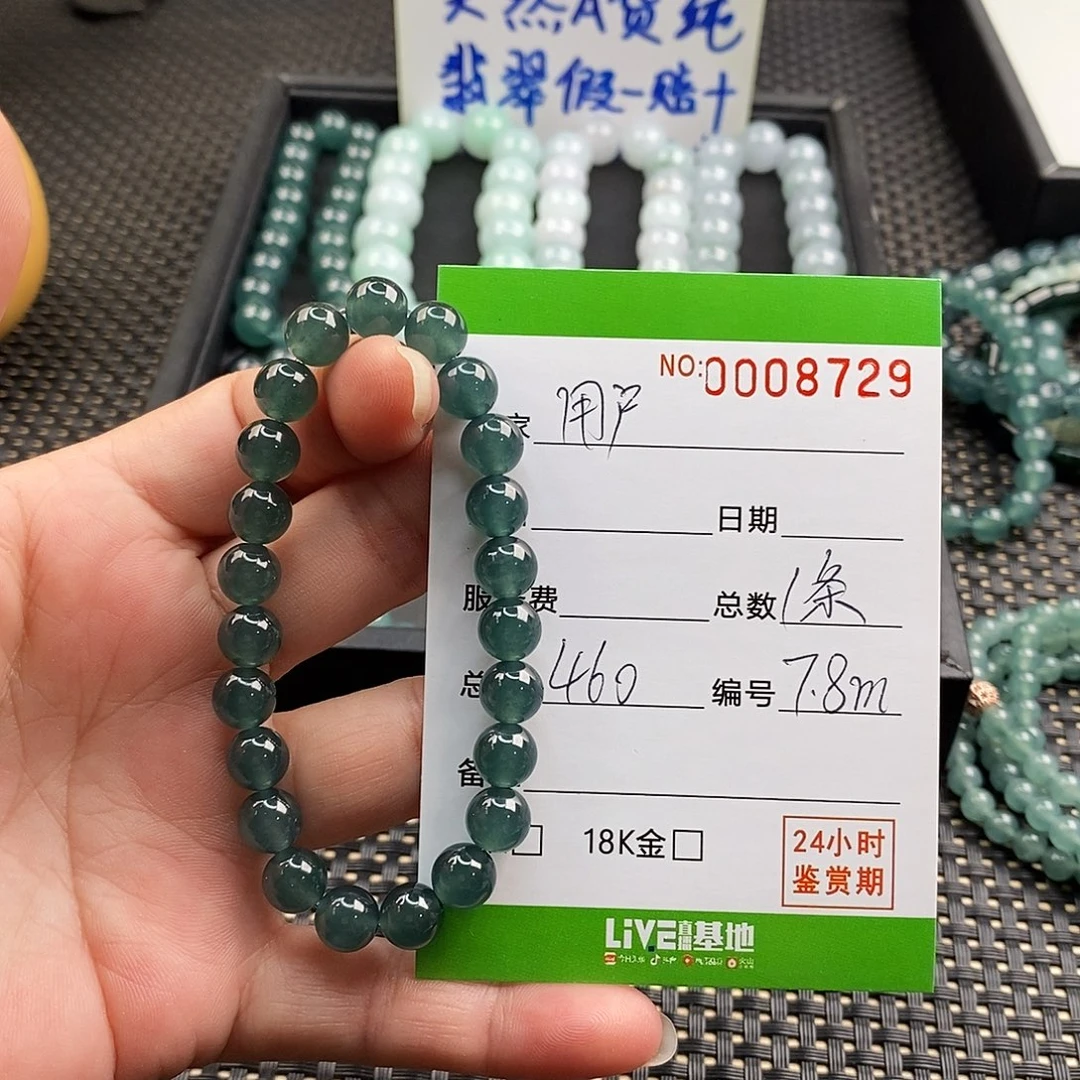 天然A货纯
翡翠假一赔十
NO:0008729
家 用户
日期
服 费 总数 1条
总 460 编号 7.8m
备
18K金
24小时
鉴赏期
LiVE直播基地